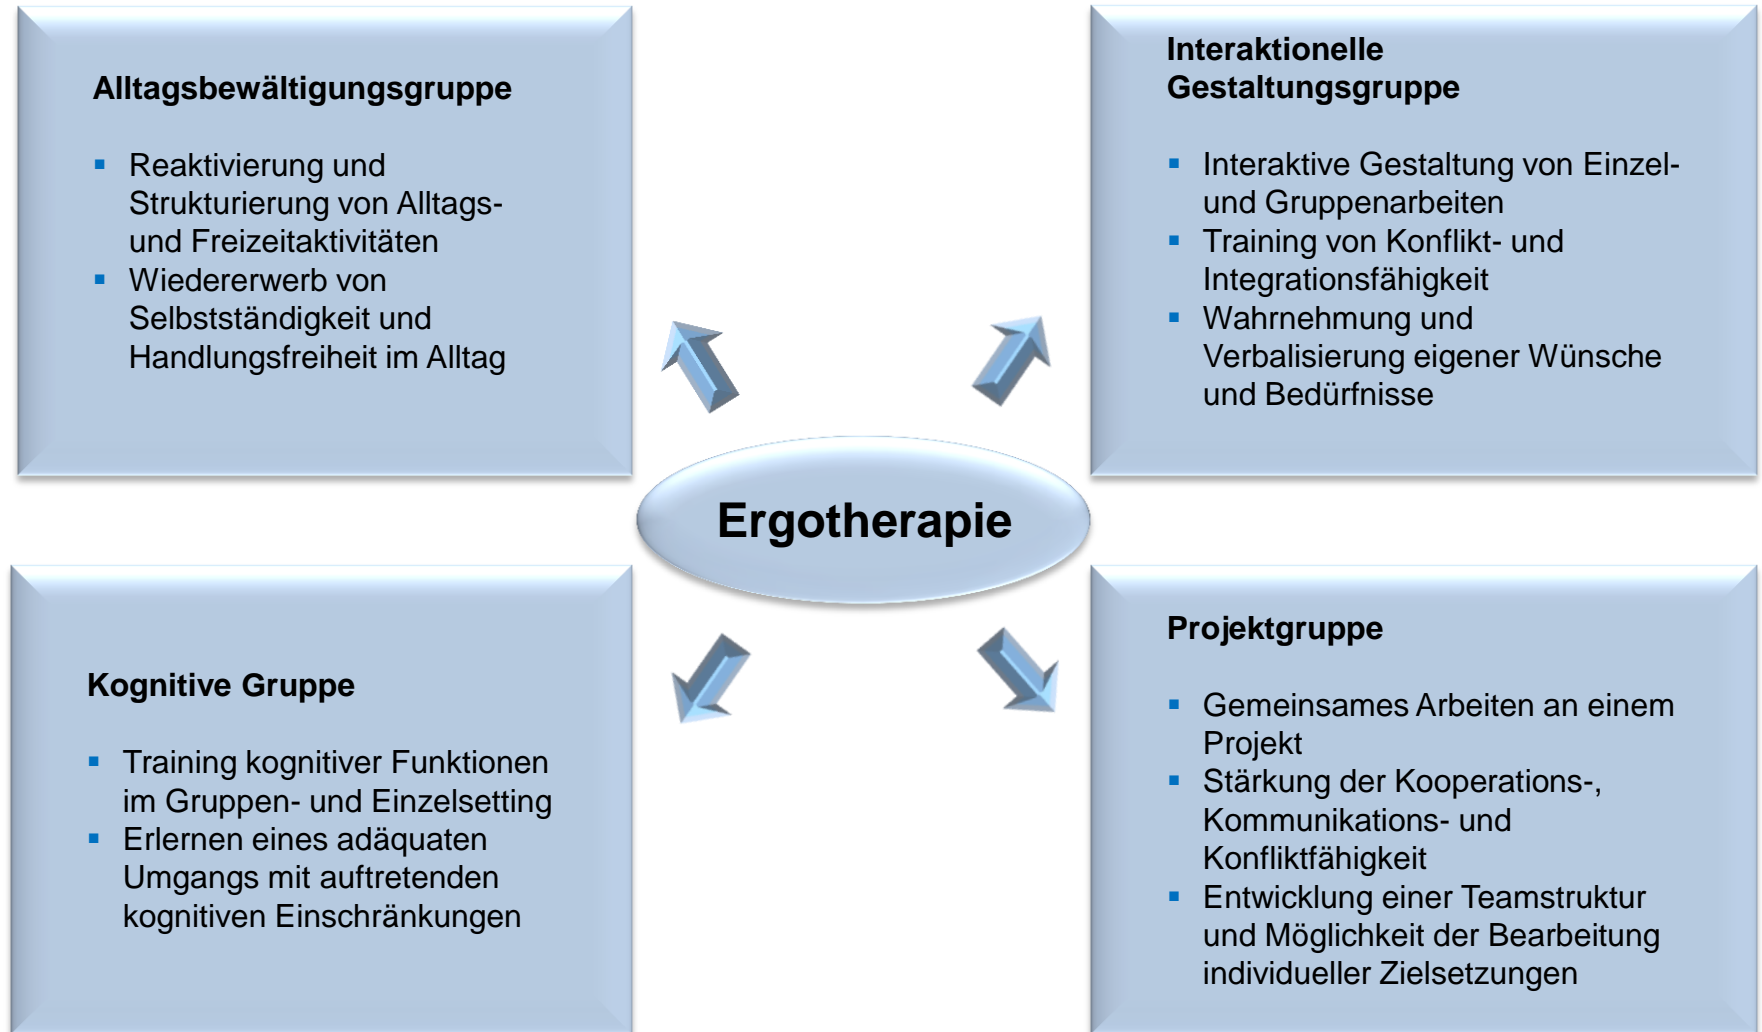 Alltagsbewältigungsgruppe
▪ Reaktivierung und
Strukturierung von Alltags-
und Freizeitaktivitäten
▪ Wiedererwerb von
Selbstständigkeit und
Handlungsfreiheit im Alltag
Interaktionelle
Gestaltungsgruppe
▪ Interaktive Gestaltung von Einzel-
und Gruppenarbeiten
▪ Training von Konflikt- und
Integrationsfähigkeit
▪ Wahrnehmung und
Verbalisierung eigener Wünsche
und Bedürfnisse
Ergotherapie
Kognitive Gruppe
▪ Training kognitiver Funktionen
im Gruppen- und Einzelsetting
▪ Erlernen eines adäquaten
Umgangs mit auftretenden
kognitiven Einschränkungen
Projektgruppe
▪ Gemeinsames Arbeiten an einem
Projekt
▪ Stärkung der Kooperations-,
Kommunikations- und
Konfliktfähigkeit
▪ Entwicklung einer Teamstruktur
und Möglichkeit der Bearbeitung
individueller Zielsetzungen